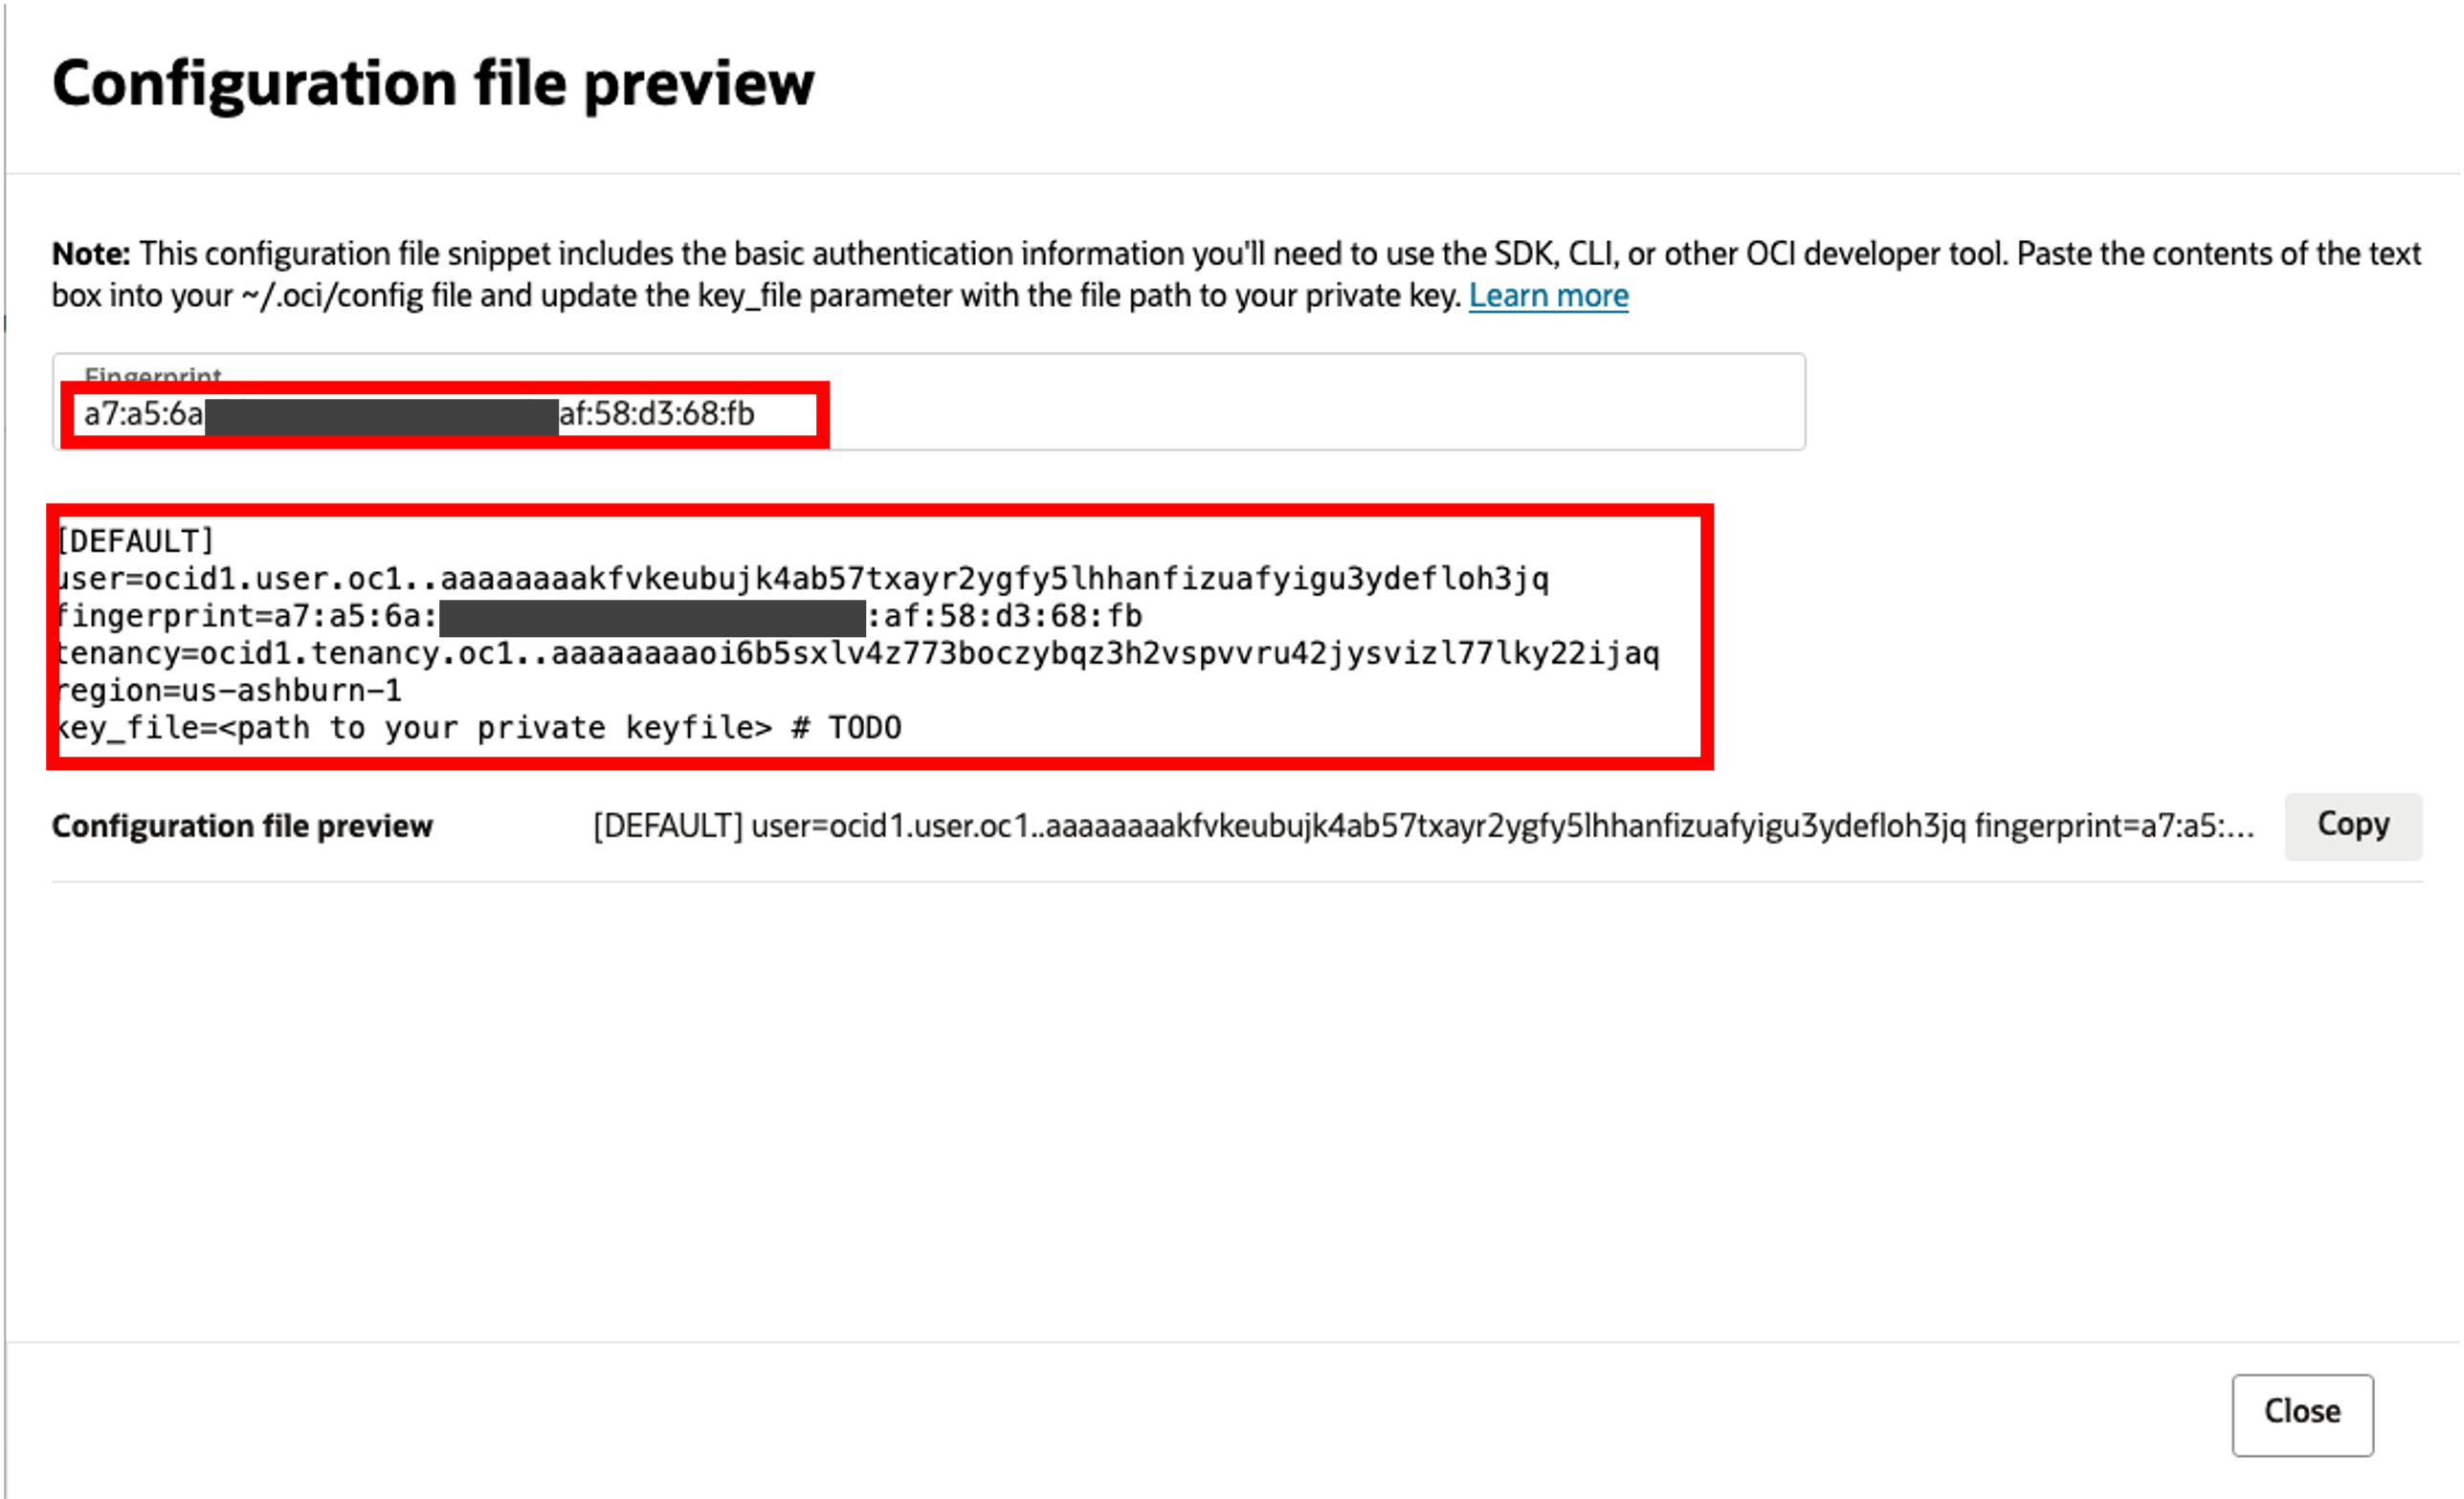 Configuration file preview
Note: This configuration file snippet includes the basic authentication information you'll need to use the SDK, CLI, or other OCI developer tool. Paste the contents of the text
box into your ~/.oci/config file and update the key_file parameter with the file path to your private key. Learn more
Fingerprint
a7:a5:6a af:58:d3:68:fb
[DEFAULT]
user=ocid1.user.oc1..aaaaaaaakfvkeubujk4ab57txayr2ygfy5lhhanfizuafyigu3ydefloh3jq
fingerprint=a7:a5:6a: :af:58:d3:68:fb
tenancy=ocid1.tenancy.oc1..aaaaaaaaoi6b5sxlv4z773boczybqz3h2vspvvru42jysvizl77lky22ijaq
region=us-ashburn-1
key_file=<path to your private keyfile> # TODO
Configuration file preview [DEFAULT] user=ocid1.user.oc1..aaaaaaaakfvkeubujk4ab57txayr2ygfy5lhhanfizuafyigu3ydefloh3jq fingerprint=a7:a5:... Copy
Close